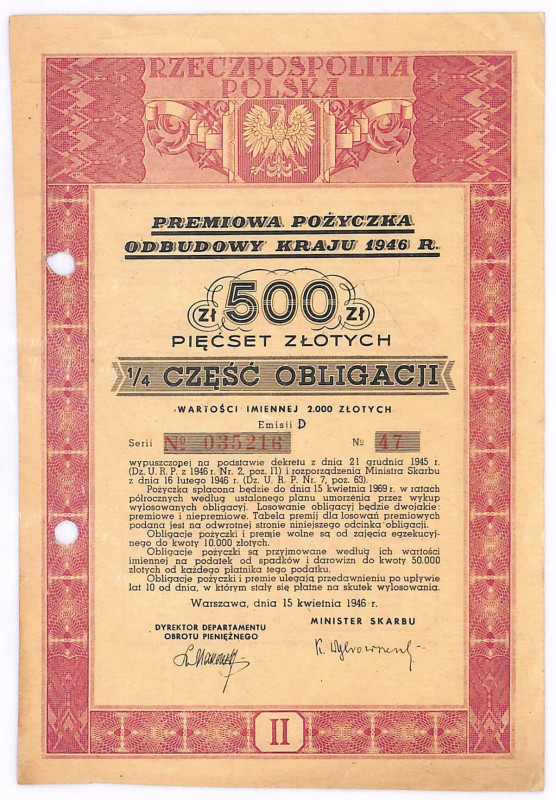 RZECZPOSPOLITA
POLSKA
PREMIOWA POŻYCZKA
ODBUDOWY KRAJU 1946 R.
zł 500 zł
PIĘĆSET ZŁOTYCH
1/4 CZĘŚĆ OBLIGACJI
WARTOŚCI IMIENNEJ 2.000 ZŁOTYCH
Emisii D
Serii № 035216 № 47
wypuszczonej na podstawie dekretu z dnia 21 grudnia 1945 r.
(Dz. U. R. P. z 1946 r. Nr. 2, poz. 11) i rozporządzenia Ministra Skarbu
z dnia 16 lutego 1946 r. (Dz. U. R. P. Nr. 7, poz. 63).
Pożyczka spłacona będzie do dnia 15 kwietnia 1969 r. w ratach
półrocznych według ustalonego planu umorzenia przez wykup
wylosowanych obligacyj. Losowanie obligacyj będzie dwojakie:
premiowe i niepremiowe. Tabela premij dla losowań premiowych
podana jest na odwrotnej stronie niniejszego odcinka obligacji.
Obligacje pożyczki i premie wolne są od zajęcia egzekucyj-
nego do kwoty 10.000 złotych.
Obligacje pożyczki są przyjmowane według ich wartości
imiennej na podatek od spadków i darowizn do kwoty 50.000
złotych od każdego płatnika tego podatku.
Obligacje pożyczki i premie ulegają przedawnieniu po upływie
lat 10 od dnia, w którym stały się płatne na skutek wylosowania.
Warszawa, dnia 15 kwietnia 1946 r.
DYREKTOR DEPARTAMENTU
OBROTU PIENIĘŻNEGO
MINISTER SKARBU
II